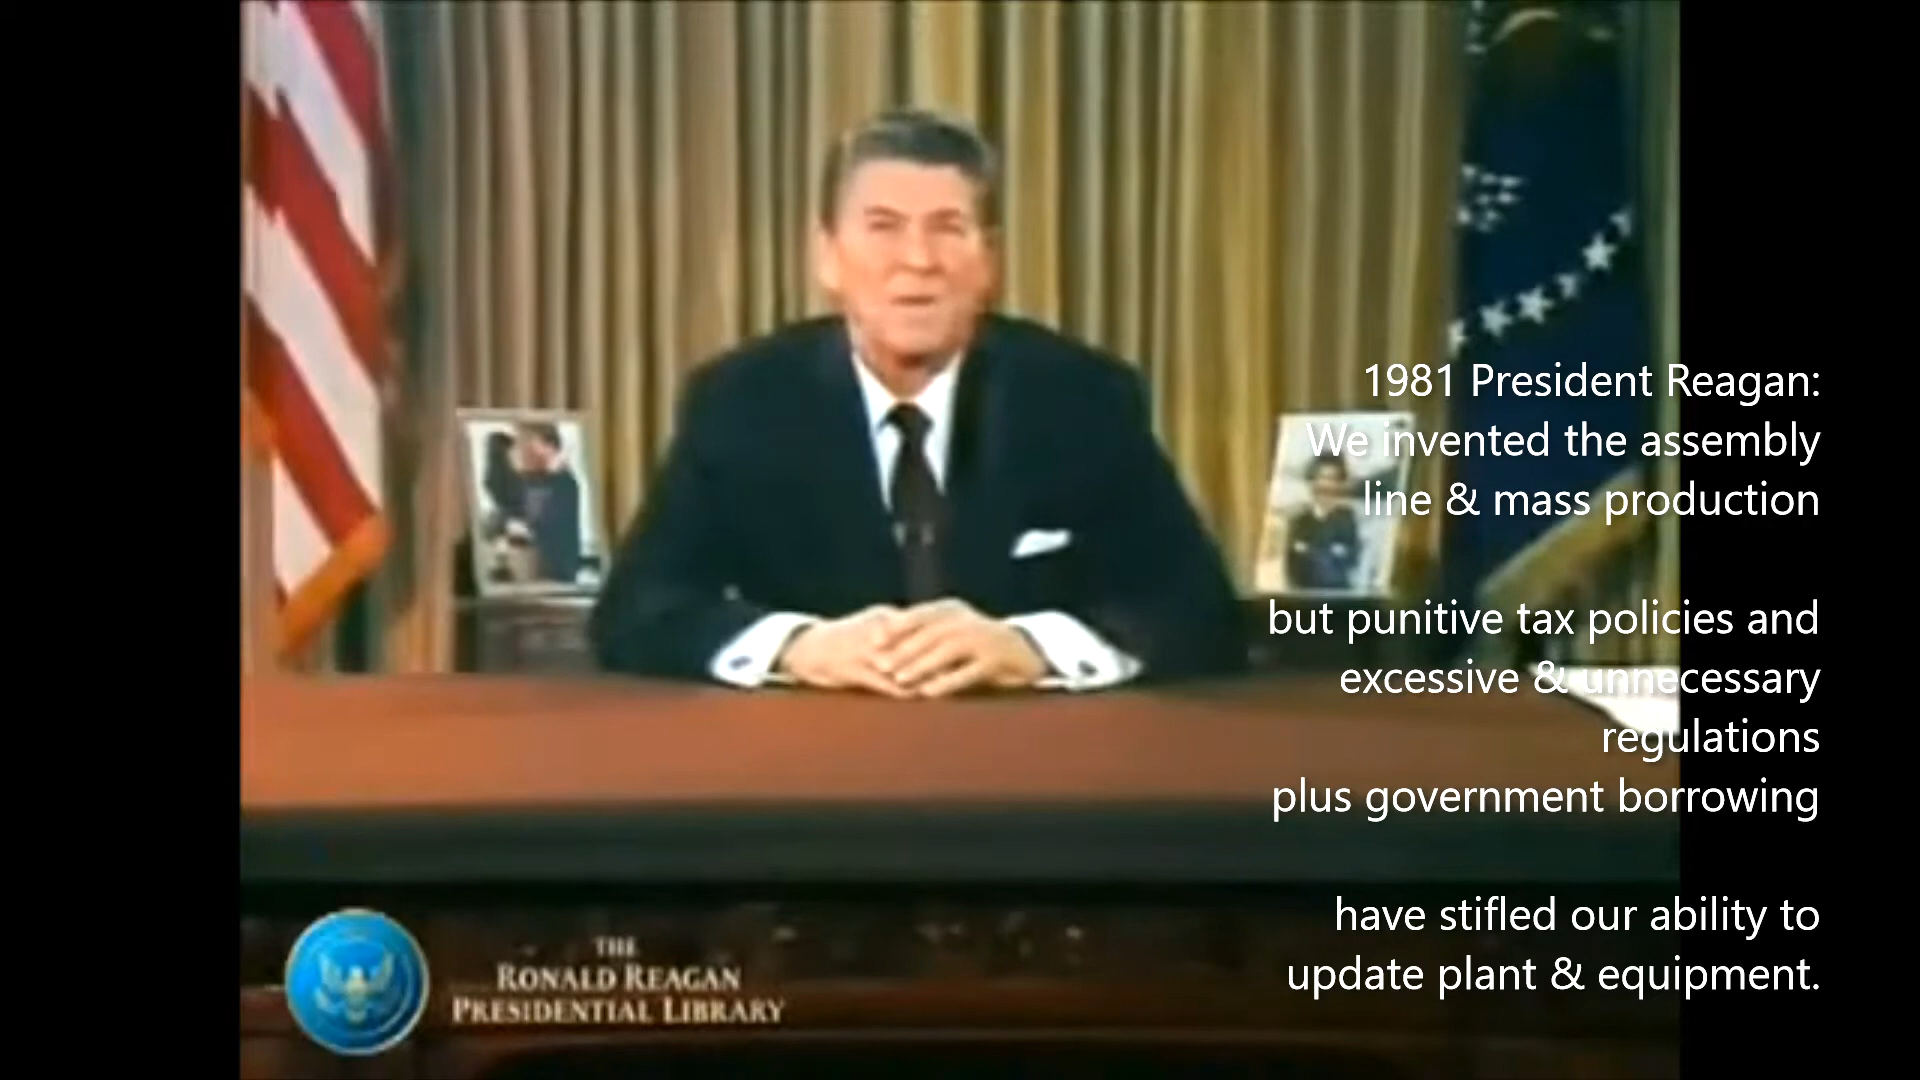 1981 President Reagan:
We invented the assembly
line & mass production
but punitive tax policies and
excessive & unnecessary
regulations
plus government borrowing
have stifled our ability to
update plant & equipment.
THE
RONALD REAGAN
PRESIDENTIAL LIBRARY